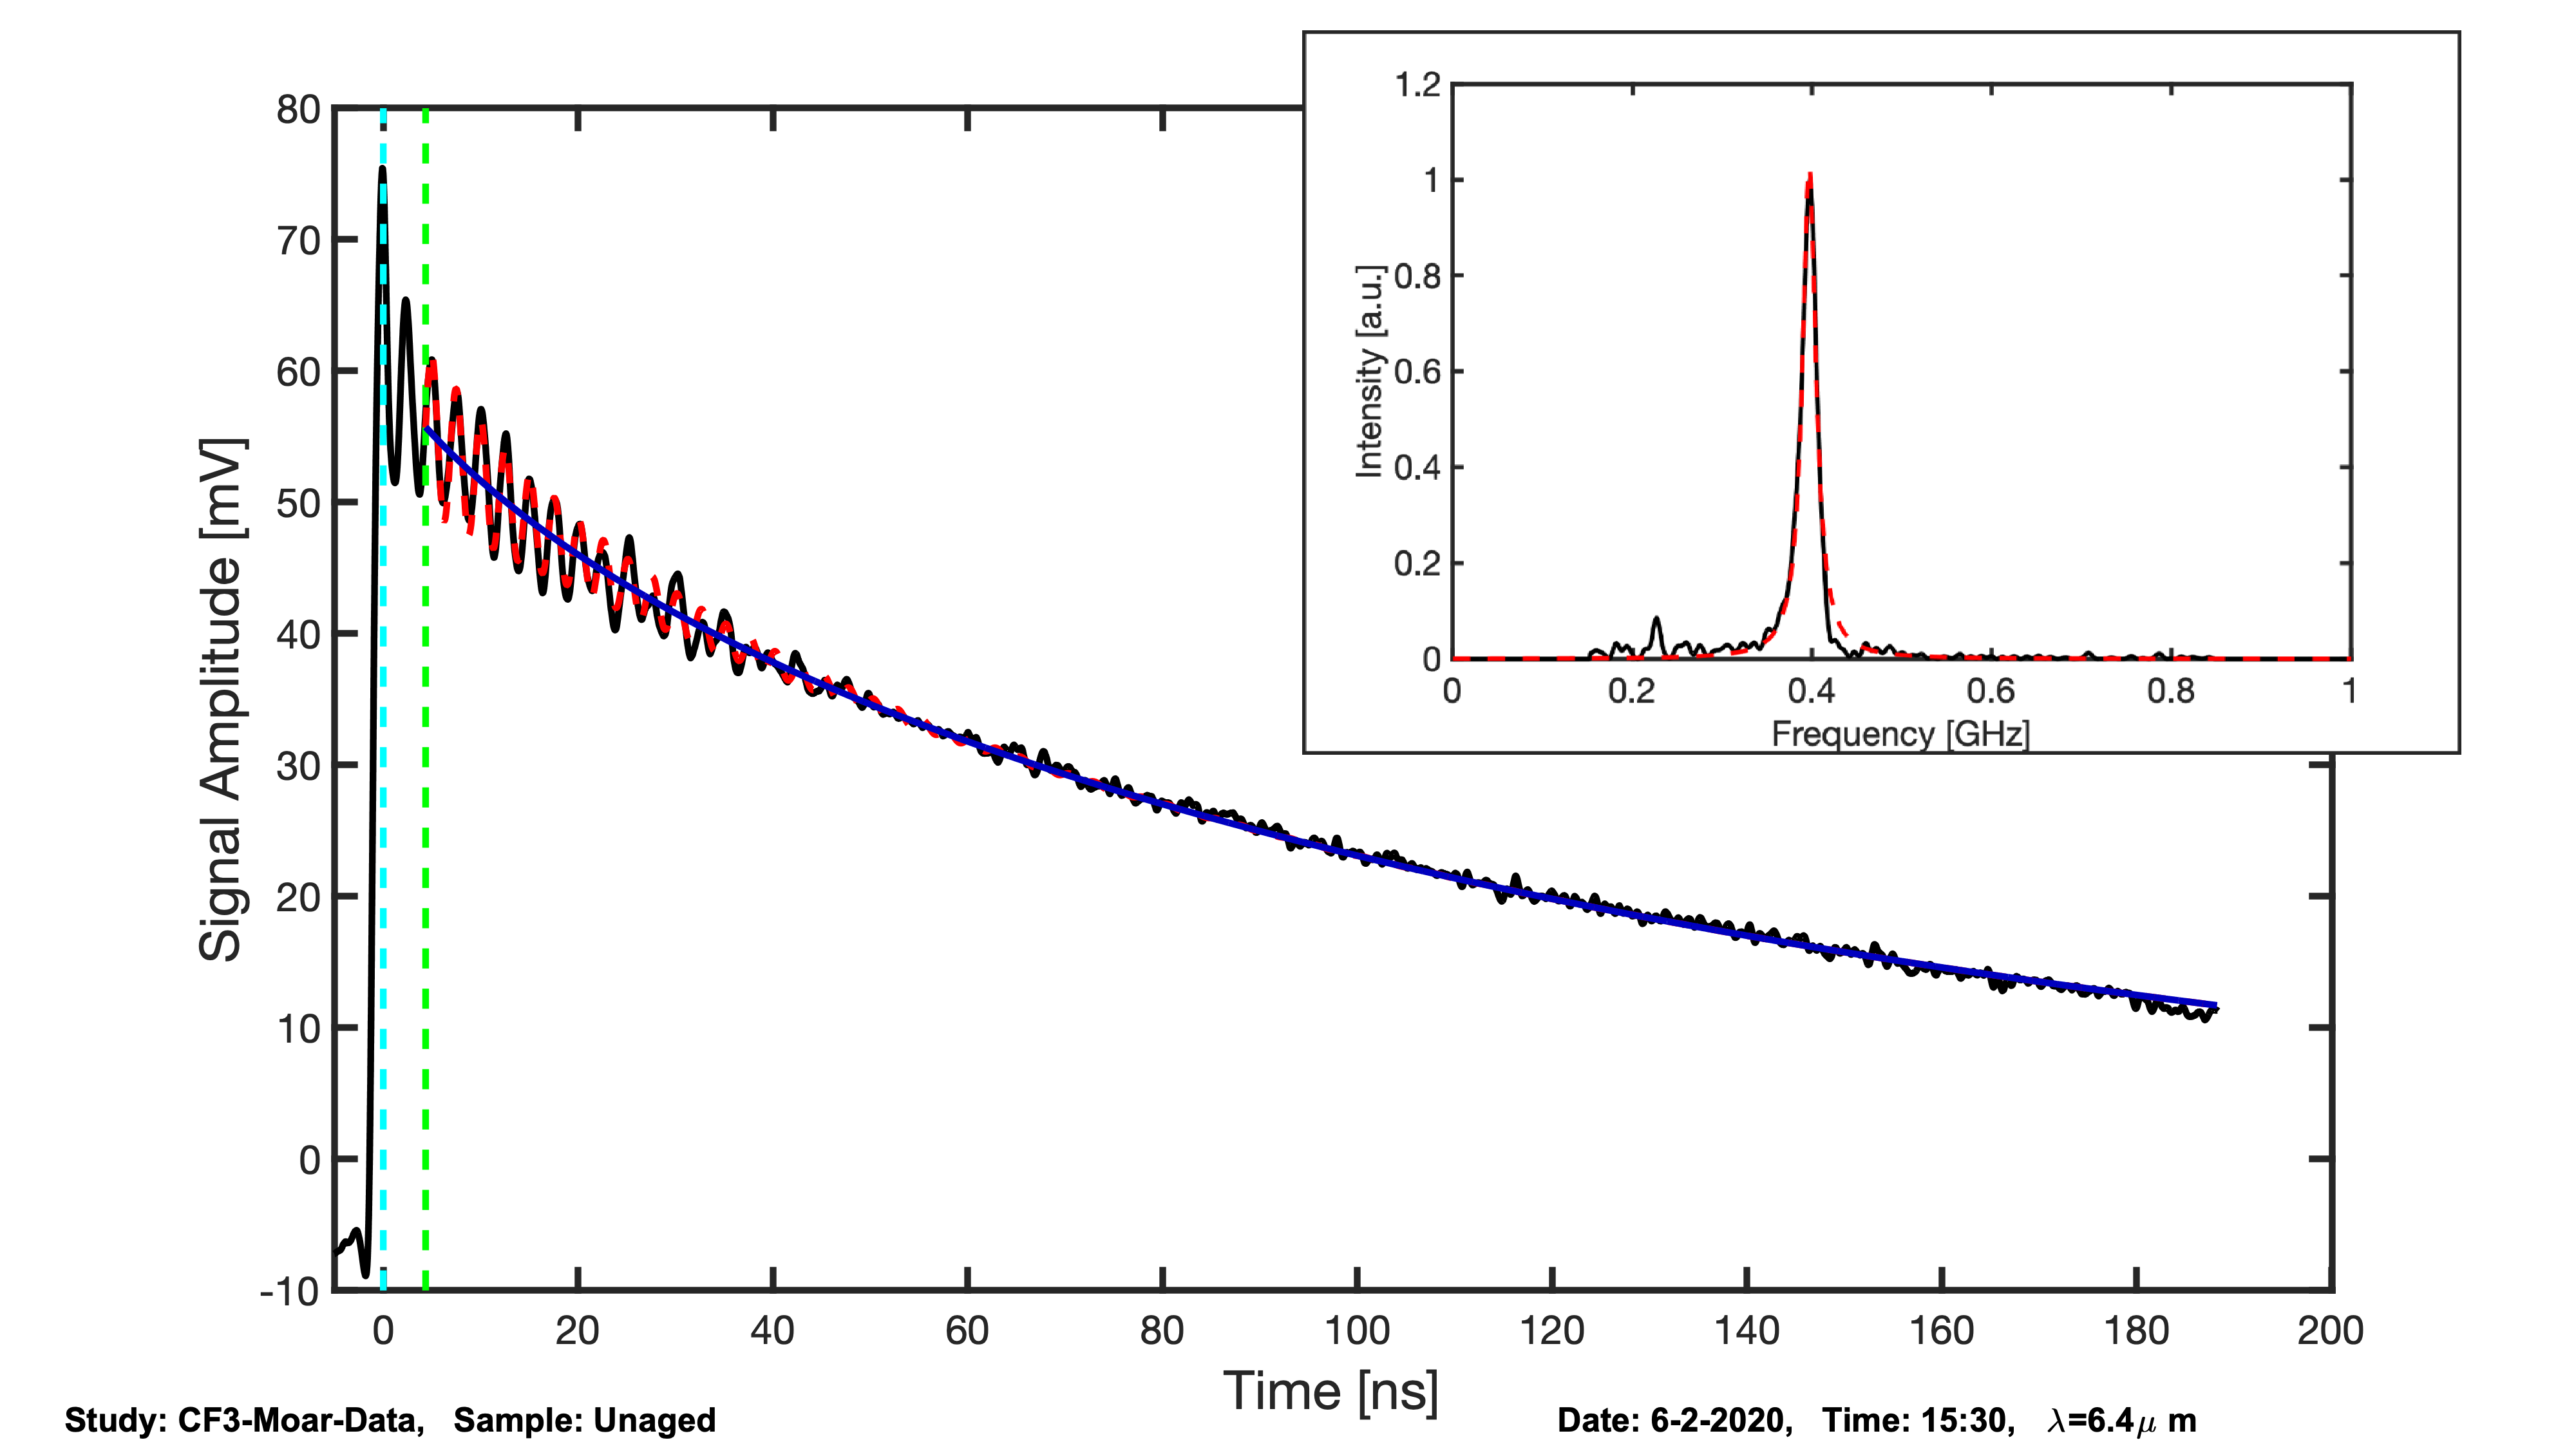 1.2
1
0.8
0.6
0.4
0.2
0
0 0.2 0.4 0.6 0.8 1
Intensity [a.u.]
Frequency [GHz]
80
70
60
50
40
30
20
10
0
-10
Signal Amplitude [mV]
0 20 40 60 80 100 120 140 160 180 200
Time [ns]
Study: CF3-Moar-Data, Sample: Unaged
Date: 6-2-2020, Time: 15:30, λ=6.4μ m